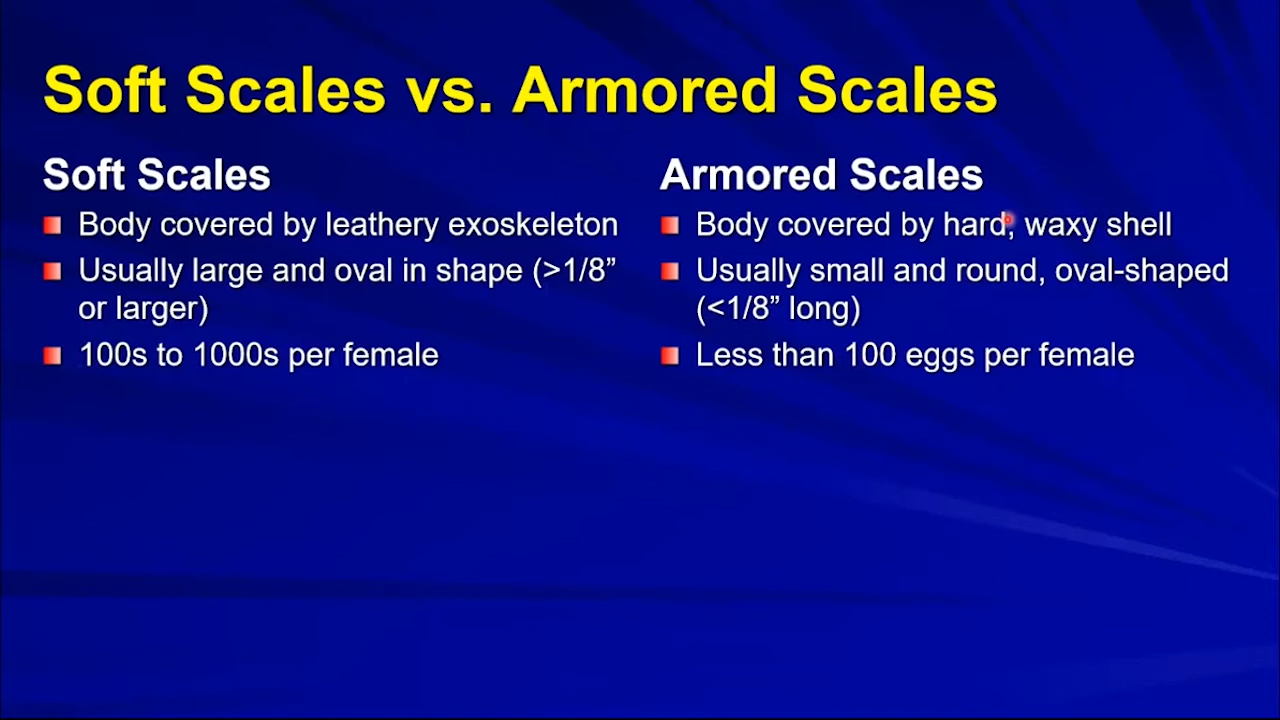 Soft Scales vs. Armored Scales
Soft Scales
Body covered by leathery exoskeleton
Usually large and oval in shape (>1/8”
or larger)
100s to 1000s per female
Armored Scales
Body covered by hard, waxy shell
Usually small and round, oval-shaped
(<1/8” long)
Less than 100 eggs per female